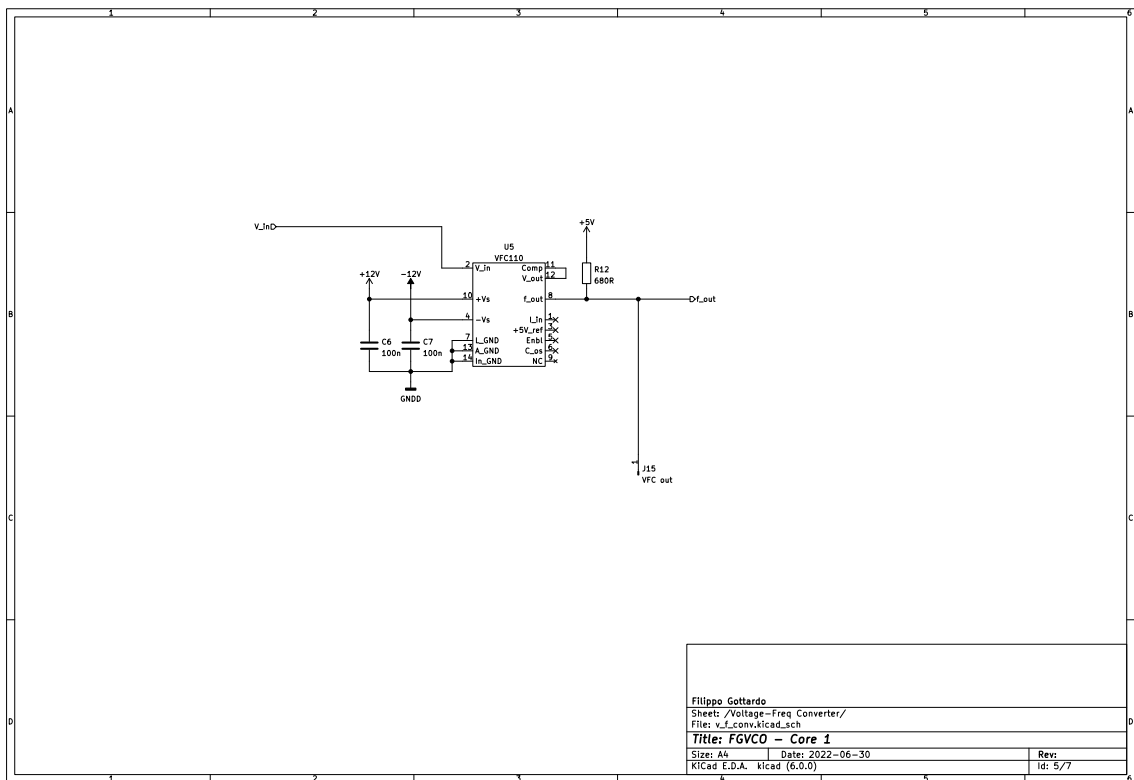 1 2 3 4 5 6
A A
V_in
+5V
U5
VFC110
R12
680R
+12V -12V
2 V_in Comp 11
V_out 12
10 +Vs f_out 8
f_out
4 -Vs I_in 1
+5V_ref 3
7 L_GND Enbl 5
13 A_GND C_os 6
14 In_GND NC 9
B B
C6
100n
C7
100n
GNDD
1
J15
VFC out
C C
Filippo Gottardo
Sheet: /Voltage-Freq Converter/
File: v_f_conv.kicad_sch
Title: FGVCO - Core 1
Size: A4 Date: 2022-06-30 Rev:
KiCad E.D.A. kicad (6.0.0) Id: 5/7
D D
1 2 3 4 5 6